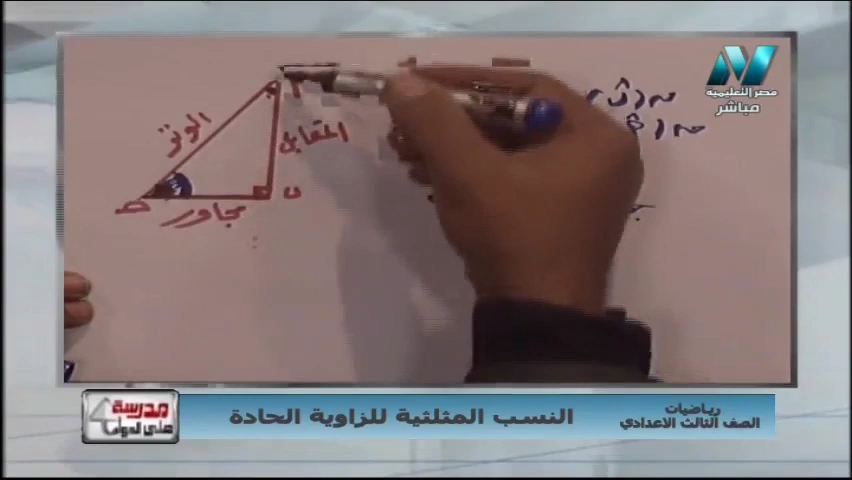 مصر التعليمية
مباشر
الوتر
المقابل
مجاور
مدرسة
على الهواء
النسب المثلثية للزاوية الحادة
رياضيات
الصف الثالث الاعدادي